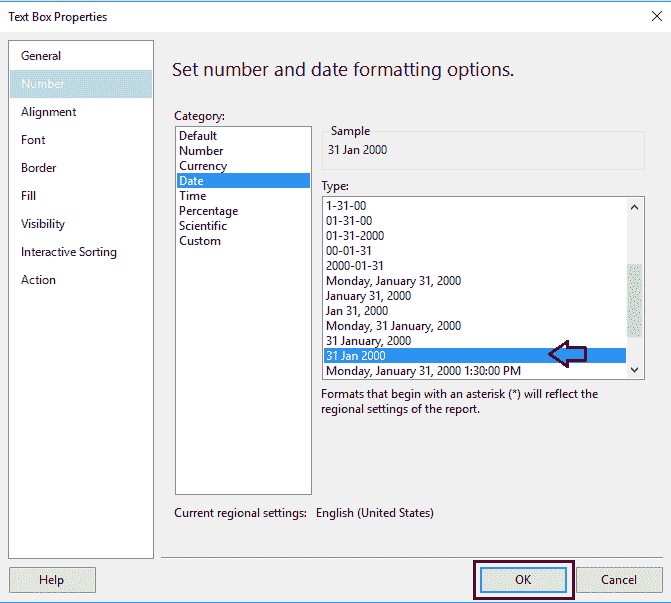 Text Box Properties
General
Number
Alignment
Font
Border
Fill
Visibility
Interactive Sorting
Action
Set number and date formatting options.
Category:
Default
Number
Currency
Date
Time
Percentage
Scientific
Custom
Sample
31 Jan 2000
Type:
1-31-00
01-31-00
01-31-2000
00-01-31
2000-01-31
Monday, January 31, 2000
January 31, 2000
Jan 31, 2000
Monday, 31 January, 2000
31 January, 2000
31 Jan 2000
Monday, January 31, 2000 1:30:00 PM
Formats that begin with an asterisk (*) will reflect the
regional settings of the report.
Current regional settings: English (United States)
Help
OK
Cancel